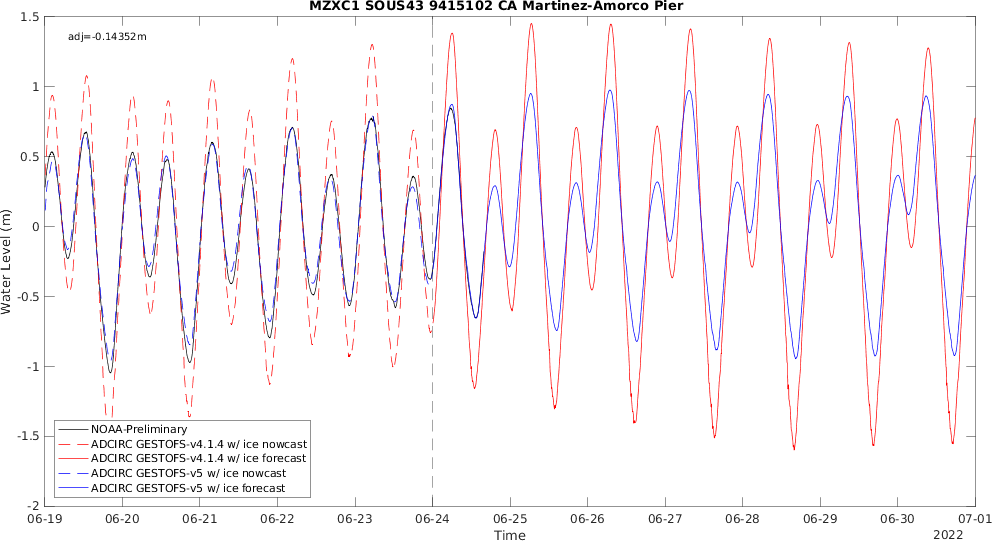 MZXC1 SOUS43 9415102 CA Martinez-Amorco Pier
adj=-0.14352m
1.5
1
0.5
0
-0.5
-1
-1.5
-2
Water Level (m)
NOAA-Preliminary
ADCIRC GESTOFS-v4.1.4 w/ ice nowcast
ADCIRC GESTOFS-v4.1.4 w/ ice forecast
ADCIRC GESTOFS-v5 w/ ice nowcast
ADCIRC GESTOFS-v5 w/ ice forecast
06-19 06-20 06-21 06-22 06-23 06-24 06-25 06-26 06-27 06-28 06-29 06-30 07-01
Time
2022